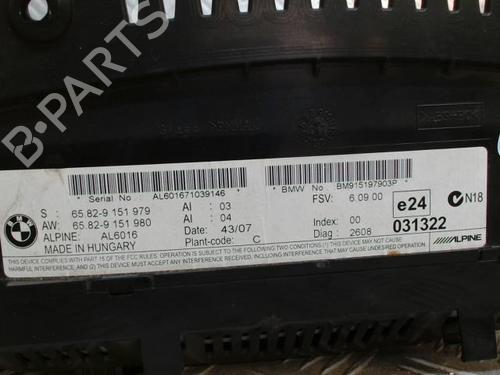 * Serial No: AL601671039146 *
* BMW No BM915197903P *
BMW
S : 65.82-9 151 979 AI : 03
FSV: 6.09.00
e24
N18
AW: 65.82-9 151 980 AI : 04
ALPINE: AL6016 Date : 43/07
Index: 00
031322
MADE IN HUNGARY Plant-code: C
Diag : 2608
ALPINE
THIS DEVICE COMPLIES WITH PART 15 OF THE FCC RULES. OPERATION IS SUBJECT TO THE FOLLOWING TWO CONDITIONS: (1) THIS DEVICE MAY NOT CAUSE
HARMFUL INTERFERENCE, AND (2) THIS DEVICE MUST ACCEPT ANY INTERFERENCE RECEIVED, INCLUDING INTERFERENCE THAT MAY CAUSE UNDESIRED OPERATION.
B-PARTS